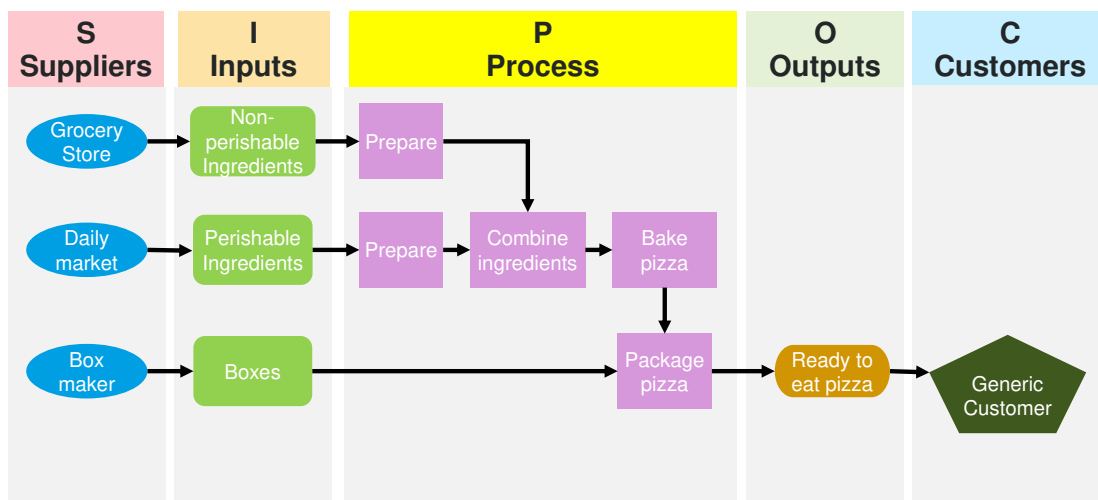 S
Suppliers
I
Inputs
P
Process
O
Outputs
C
Customers
Grocery
Store
Non-
perishable
Ingredients
Prepare
Daily
market
Perishable
Ingredients
Prepare
Combine
ingredients
Bake
pizza
Box
maker
Boxes
Package
pizza
Ready to
eat pizza
Generic
Customer